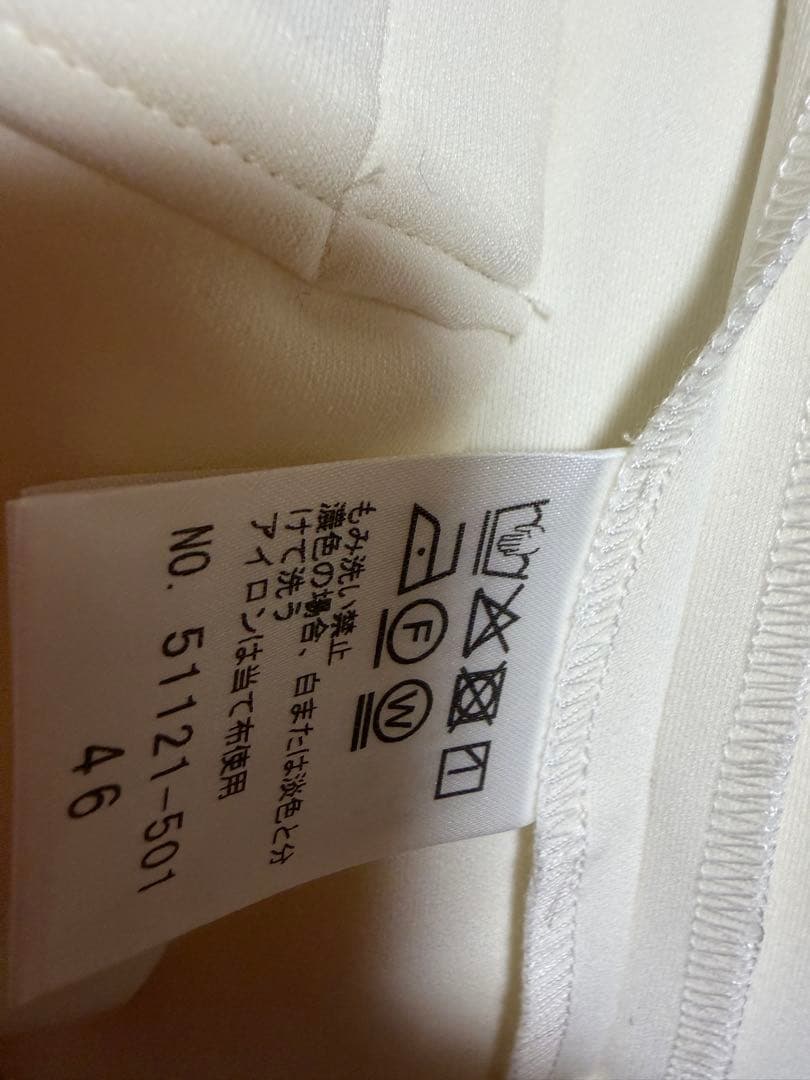 F W
もみ洗い禁止
濃色の場合、白または淡色と分
けて洗う
アイロンは当て布使用
NO. 51121-501
46